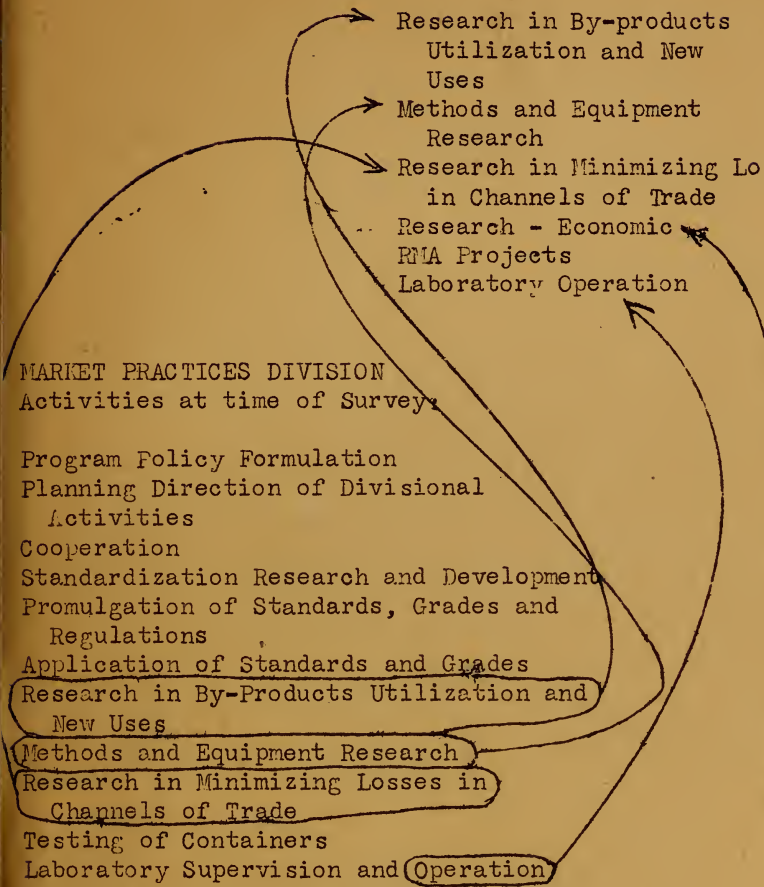 Research in By-products
Utilization and New
Uses
Methods and Equipment
Research
Research in Minimizing Lo
in Channels of Trade
Research - Economic
RMA Projects
Laboratory Operation
MARKET PRACTICES DIVISION
Activities at time of Survey
Program Policy Formulation
Planning Direction of Divisional
Activities
Cooperation
Standardization Research and Development
Promulgation of Standards, Grades and
Regulations
Application of Standards and Grades
Research in By-Products Utilization and
New Uses
Methods and Equipment Research
Research in Minimizing Losses in
Channels of Trade
Testing of Containers
Laboratory Supervision and Operation